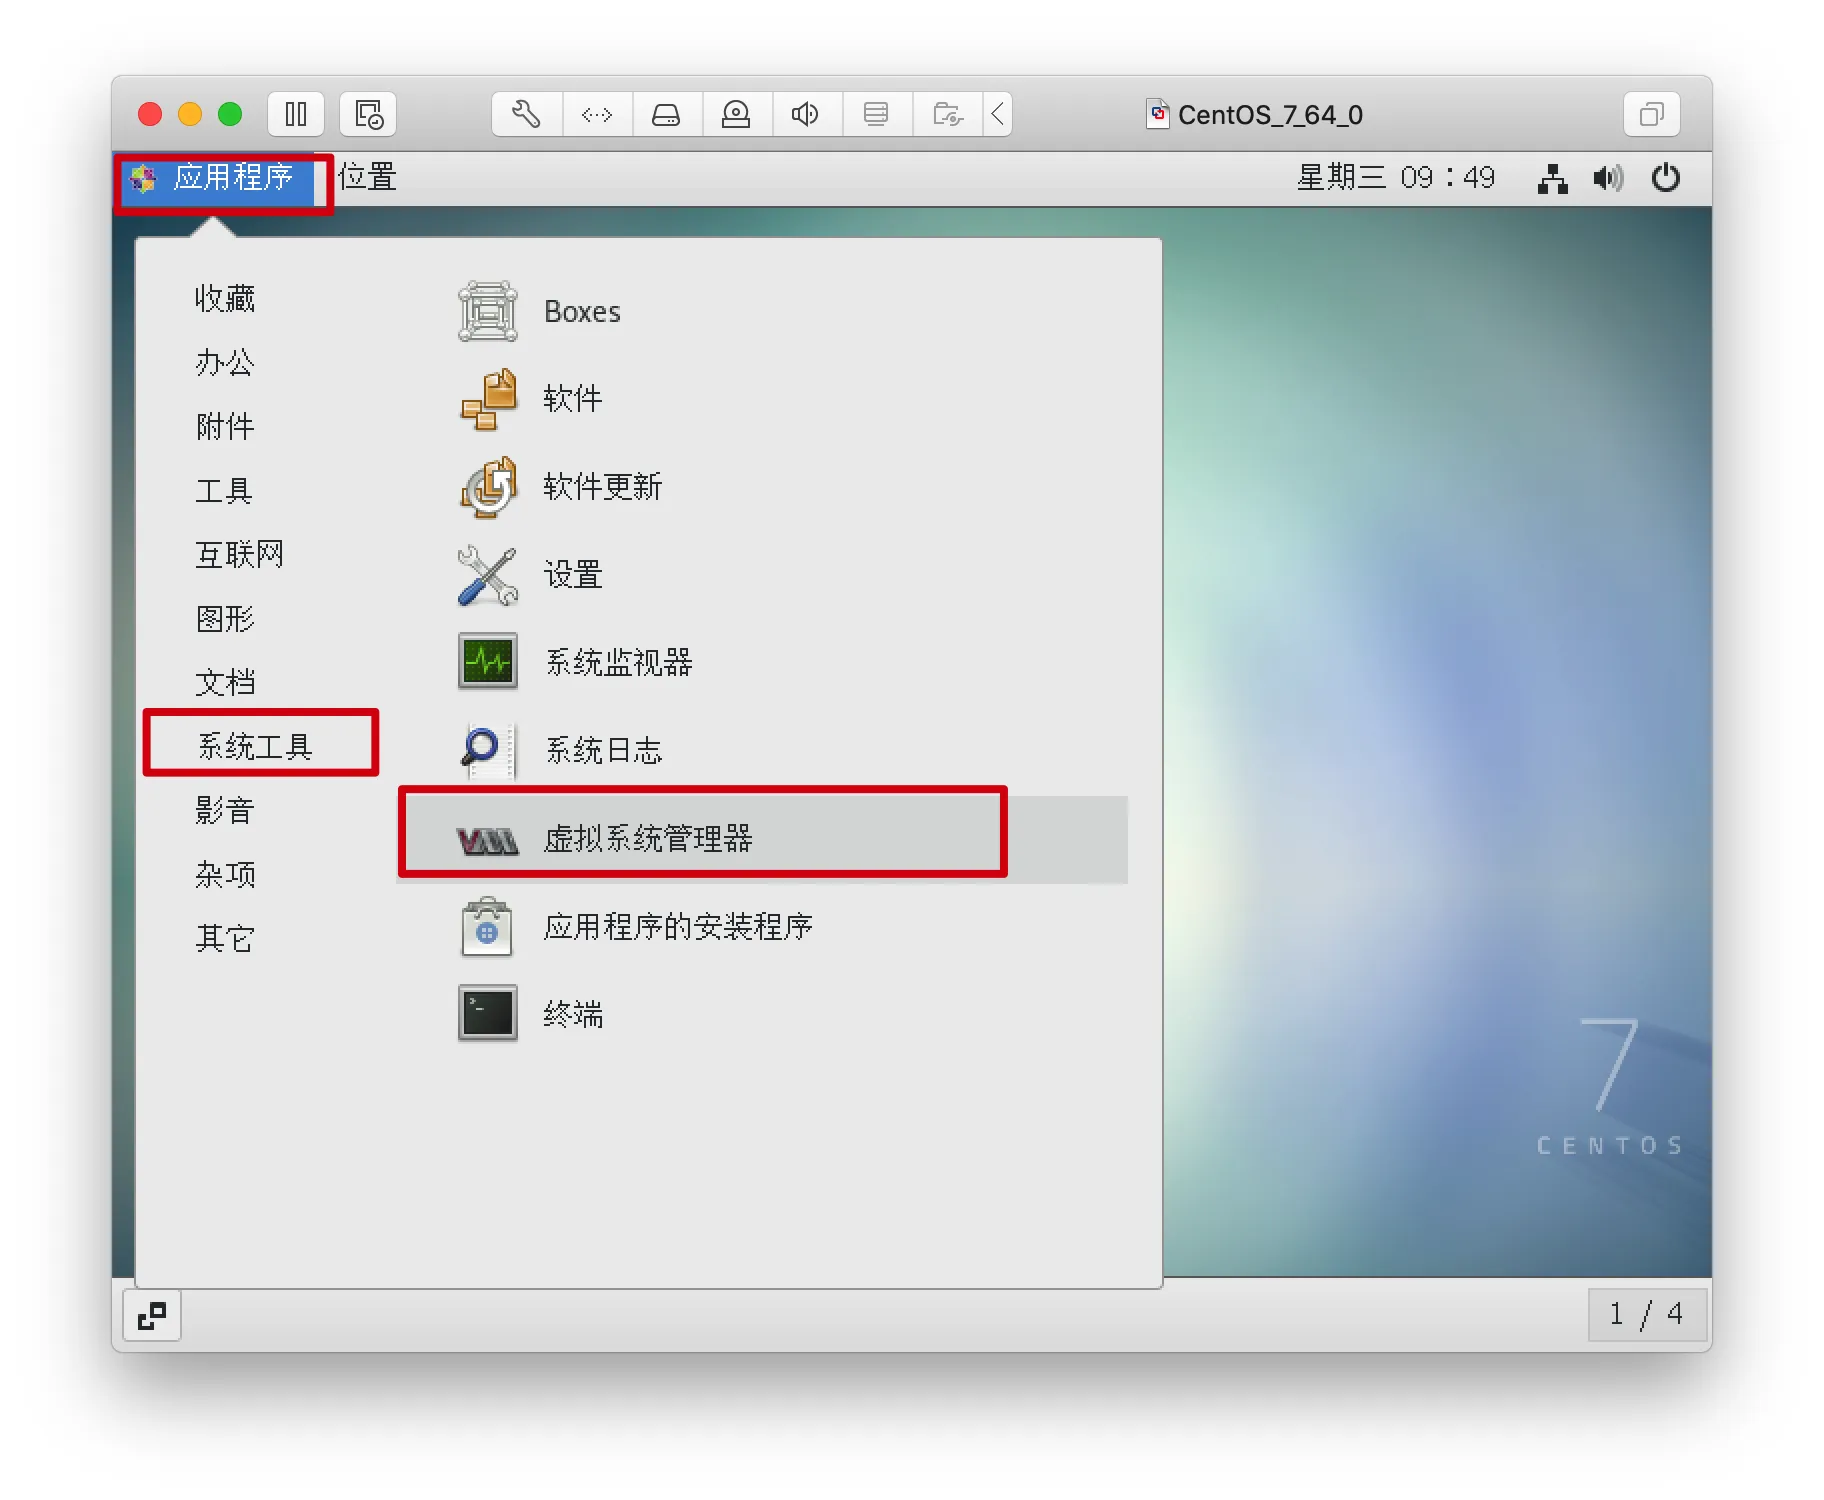 CentOS_7_64_0
应用程序 位置 星期三 09：49
收藏
办公
附件
工具
互联网
图形
文档
系统工具
影音
杂项
其它
Boxes
软件
软件更新
设置
系统监视器
系统日志
虚拟系统管理器
应用程序的安装程序
终端
7
CENTOS
1 / 4